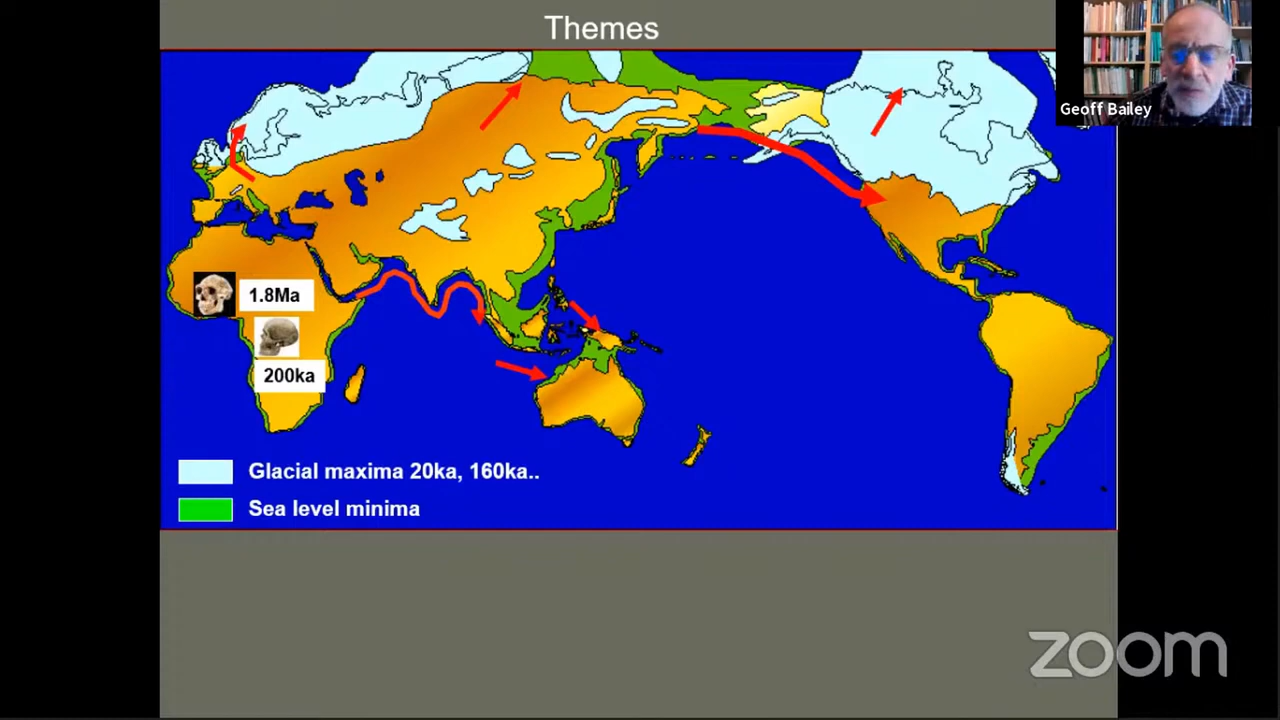 Themes
Geoff Bailey
1.8Ma
200ka
Glacial maxima 20ka, 160ka..
Sea level minima
zoom